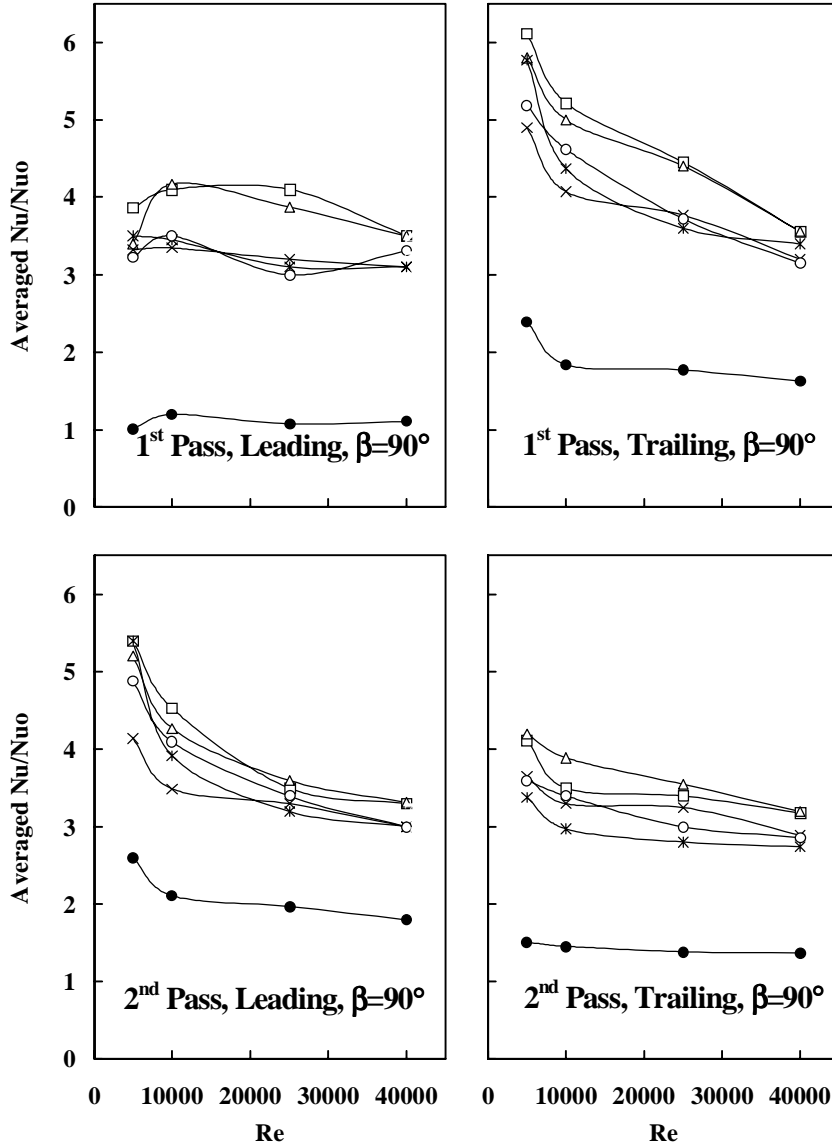 6
5
4
3
2
1
0
Averaged Nu/Nuo
1st Pass, Leading, β=90°
1st Pass, Trailing, β=90°
6
5
4
3
2
1
0
Averaged Nu/Nuo
2nd Pass, Leading, β=90°
2nd Pass, Trailing, β=90°
0 10000 20000 30000 40000
0 10000 20000 30000 40000
Re
Re